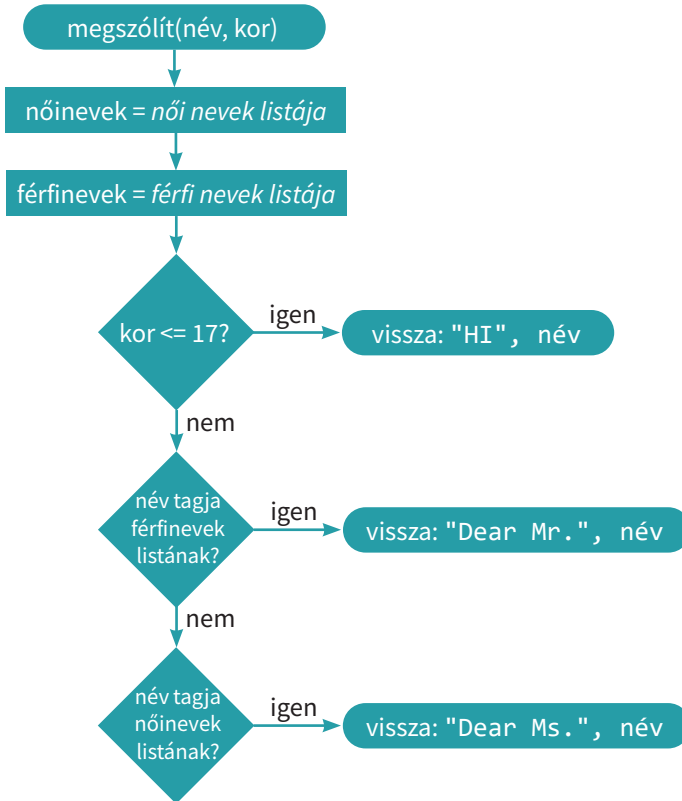 megszólít(név, kor)
nőinevek = női nevek listája
férfinevek = férfi nevek listája
kor <= 17?
igen
vissza: "HI", név
nem
név tagja
férfinevek
listának?
igen
vissza: "Dear Mr.", név
nem
név tagja
nőinevek
listának?
igen
vissza: "Dear Ms.", név